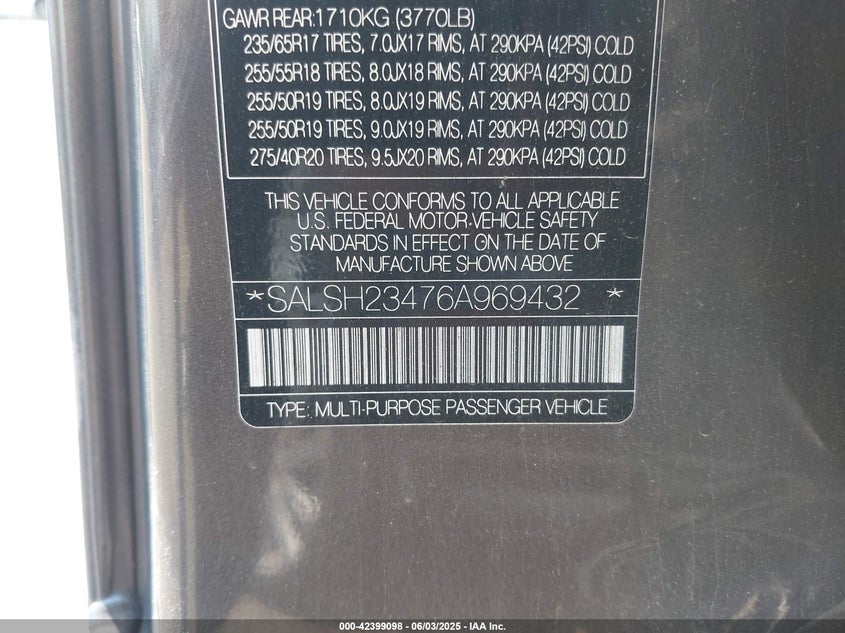 GAWR REAR:1710KG (3770LB)
235/65R17 TIRES, 7.0JX17 RIMS, AT 290KPA (42PSI) COLD
255/55R18 TIRES, 8.0JX18 RIMS, AT 290KPA (42PSI) COLD
255/50R19 TIRES, 8.0JX19 RIMS, AT 290KPA (42PSI) COLD
255/50R19 TIRES, 9.0JX19 RIMS, AT 290KPA (42PSI) COLD
275/40R20 TIRES, 9.5JX20 RIMS, AT 290KPA (42PSI) COLD
THIS VEHICLE CONFORMS TO ALL APPLICABLE
U.S. FEDERAL MOTOR-VEHICLE SAFETY
STANDARDS IN EFFECT ON THE DATE OF
MANUFACTURE SHOWN ABOVE
*SALSH23476A969432 *
TYPE: MULTI-PURPOSE PASSENGER VEHICLE
000-42399098 - 06/03/2025 - IAA Inc.